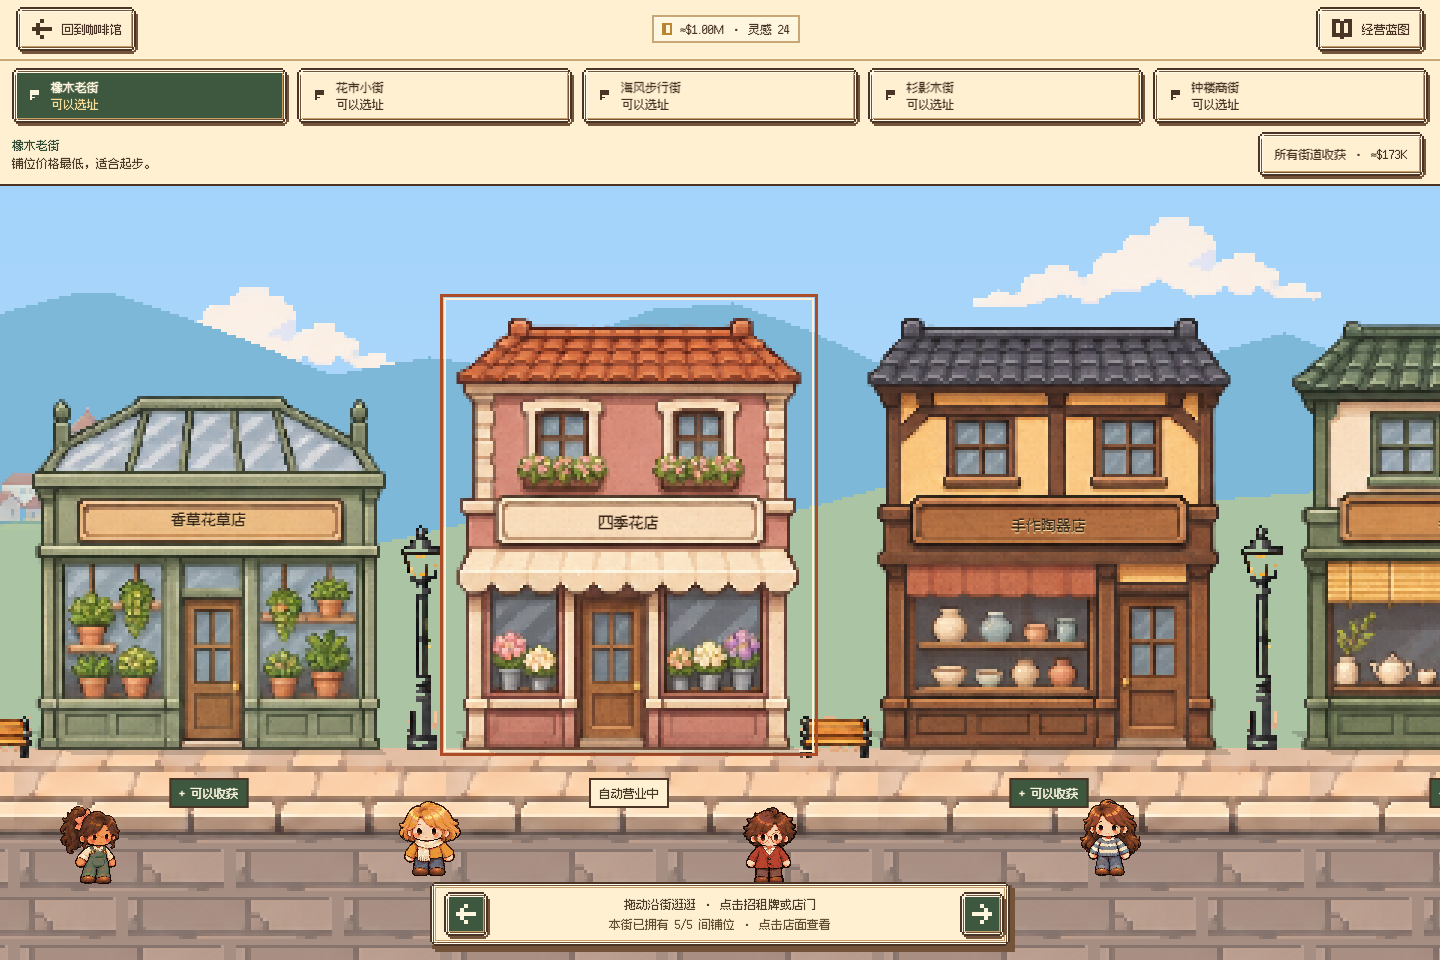 回到咖啡馆
≈$1.00M · 灵感 24
经营蓝图
橡木老街
可以选址
花市小街
可以选址
海风步行街
可以选址
杉影木街
可以选址
钟楼商街
可以选址
橡木老街
铺位价格最低，适合起步。
所有街道收获 · ≈$173K
香草花草店
四季花店
手作陶器店
+ 可以收获
自动营业中
+ 可以收获
拖动沿街逛逛 · 点击招租牌或店门
本街已拥有 5/5 间铺位 · 点击店面查看